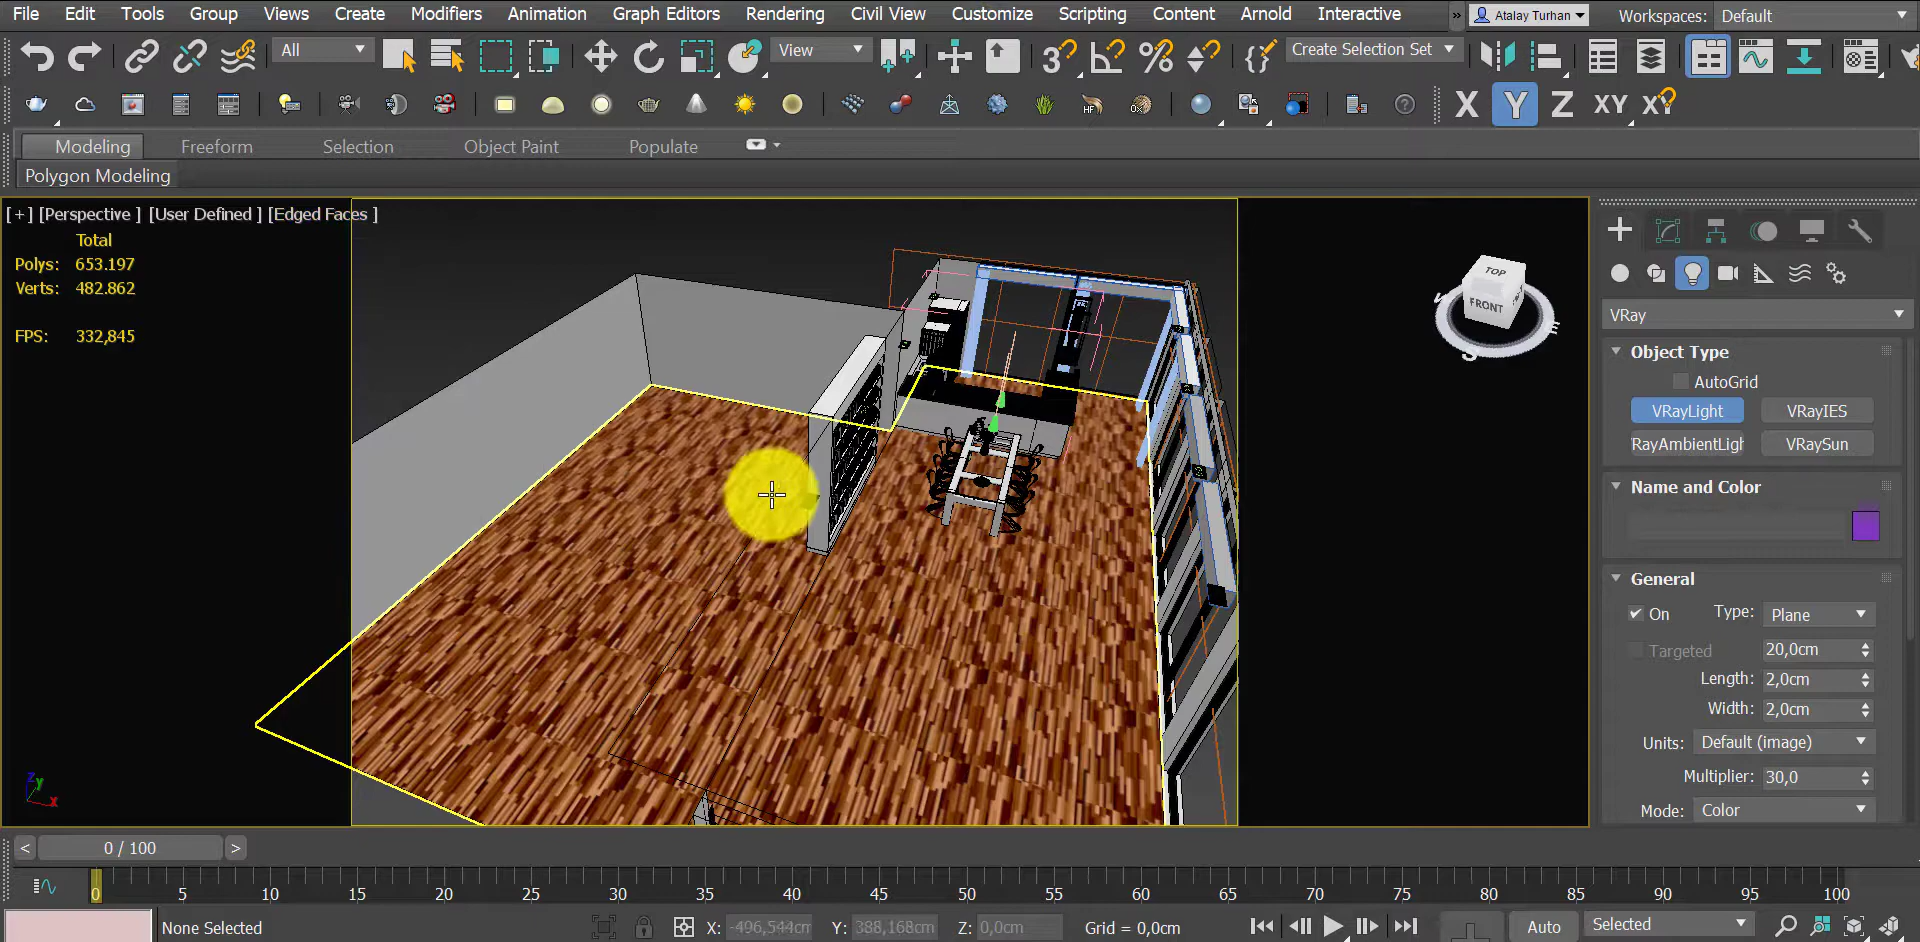 File Edit Tools Group Views Create Modifiers Animation Graph Editors Rendering Civil View Customize Scripting Content Arnold Interactive » Atalay Turhan Workspaces: Default
All View 3 Create Selection Set
X Y Z XY XY
Modeling Freeform Selection Object Paint Populate
Polygon Modeling
[+] [Perspective ] [User Defined ] [Edged Faces ]
Total
Polys: 653.197
Verts: 482.862
FPS: 332,845
TOP
FRONT
S
E
z
y
x
VRay
Object Type
AutoGrid
VRayLight VRayIES
RayAmbientLigh VRaySun
Name and Color
General
On Type: Plane
Targeted 20,0cm
Length: 2,0cm
Width: 2,0cm
Units: Default (image)
Multiplier: 30,0
Mode: Color
< 0 / 100 >
0 5 10 15 20 25 30 35 40 45 50 55 60 65 70 75 80 85 90 95 100
None Selected X: -496,544cm Y: 388,168cm Z: 0,0cm Grid = 0,0cm Auto Selected